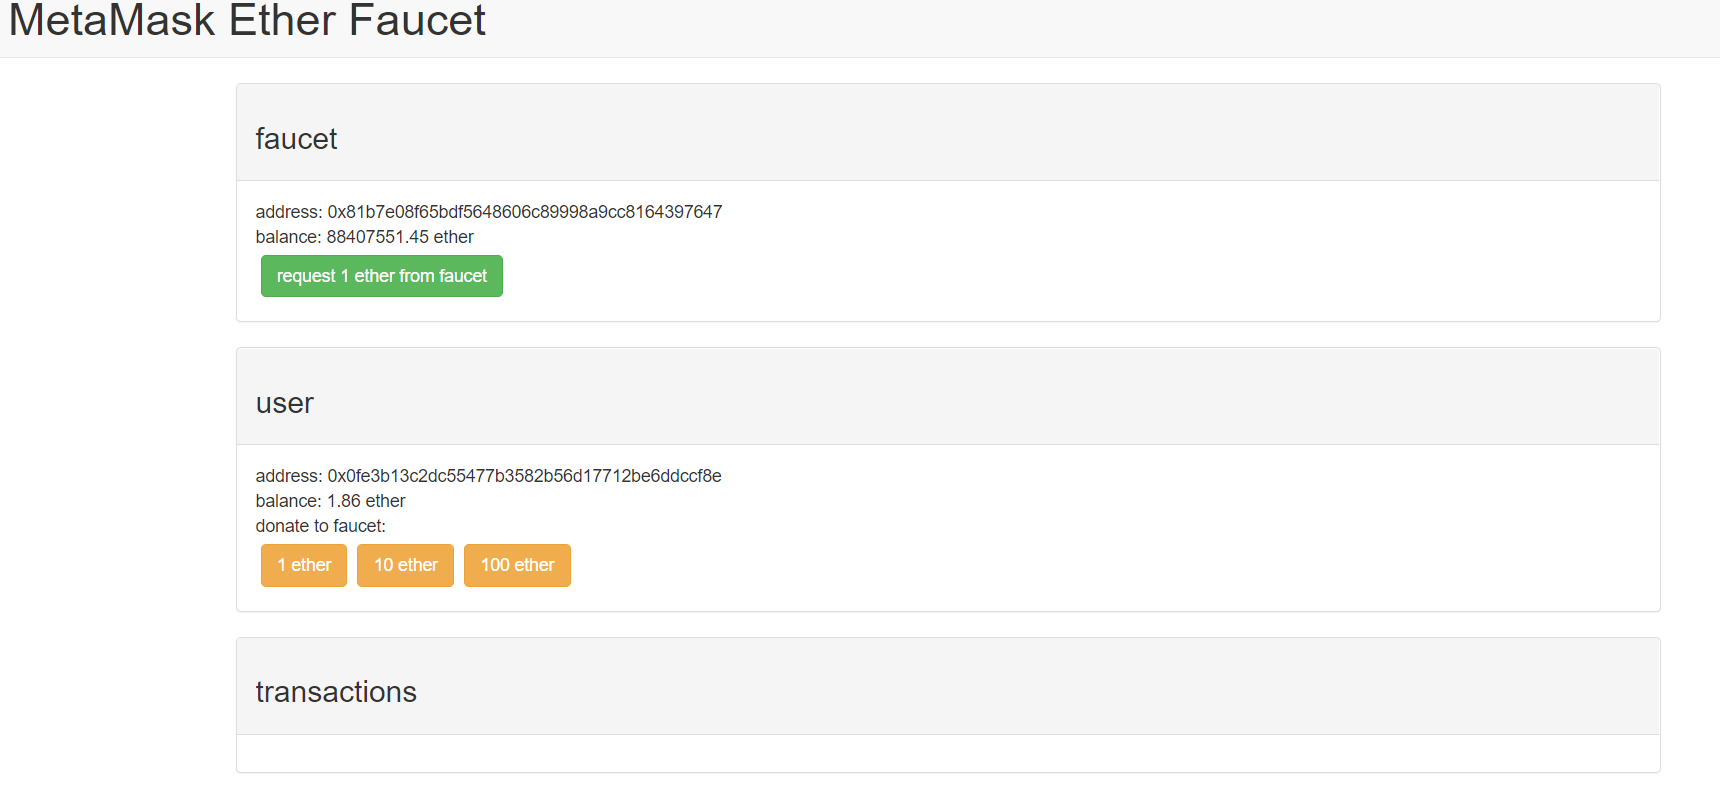 MetaMask Ether Faucet
faucet
address: 0x81b7e08f65bdf5648606c89998a9cc8164397647
balance: 88407551.45 ether
request 1 ether from faucet
user
address: 0x0fe3b13c2dc55477b3582b56d17712be6ddccf8e
balance: 1.86 ether
donate to faucet:
1 ether 10 ether 100 ether
transactions